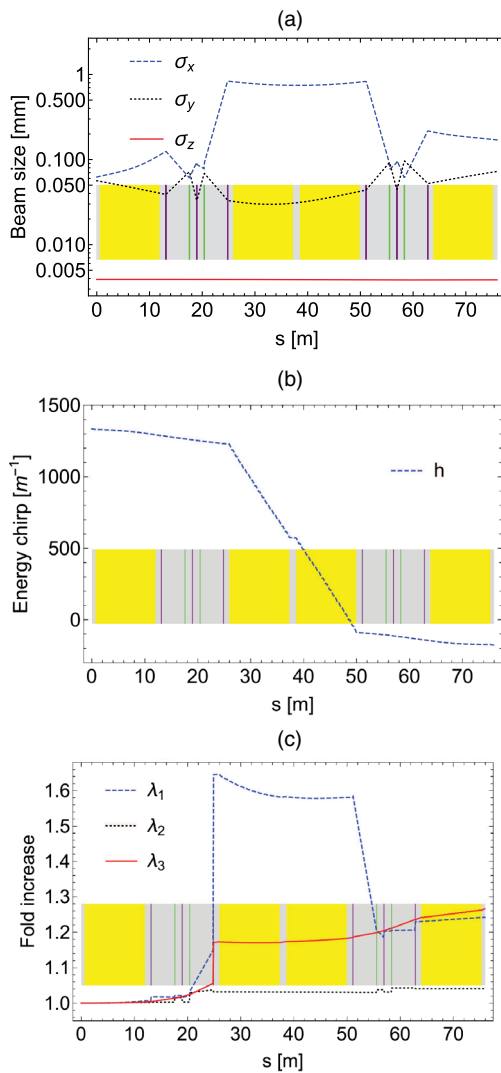 (a)
Beam size [mm]
1
0.500
0.100
0.050
0.010
0.005
σx
σy
σz
0 10 20 30 40 50 60 70
s [m]
(b)
Energy chirp [m⁻¹]
1500
1000
500
0
h
0 10 20 30 40 50 60 70
s [m]
(c)
Fold increase
1.6
1.5
1.4
1.3
1.2
1.1
1.0
λ1
λ2
λ3
0 10 20 30 40 50 60 70
s [m]